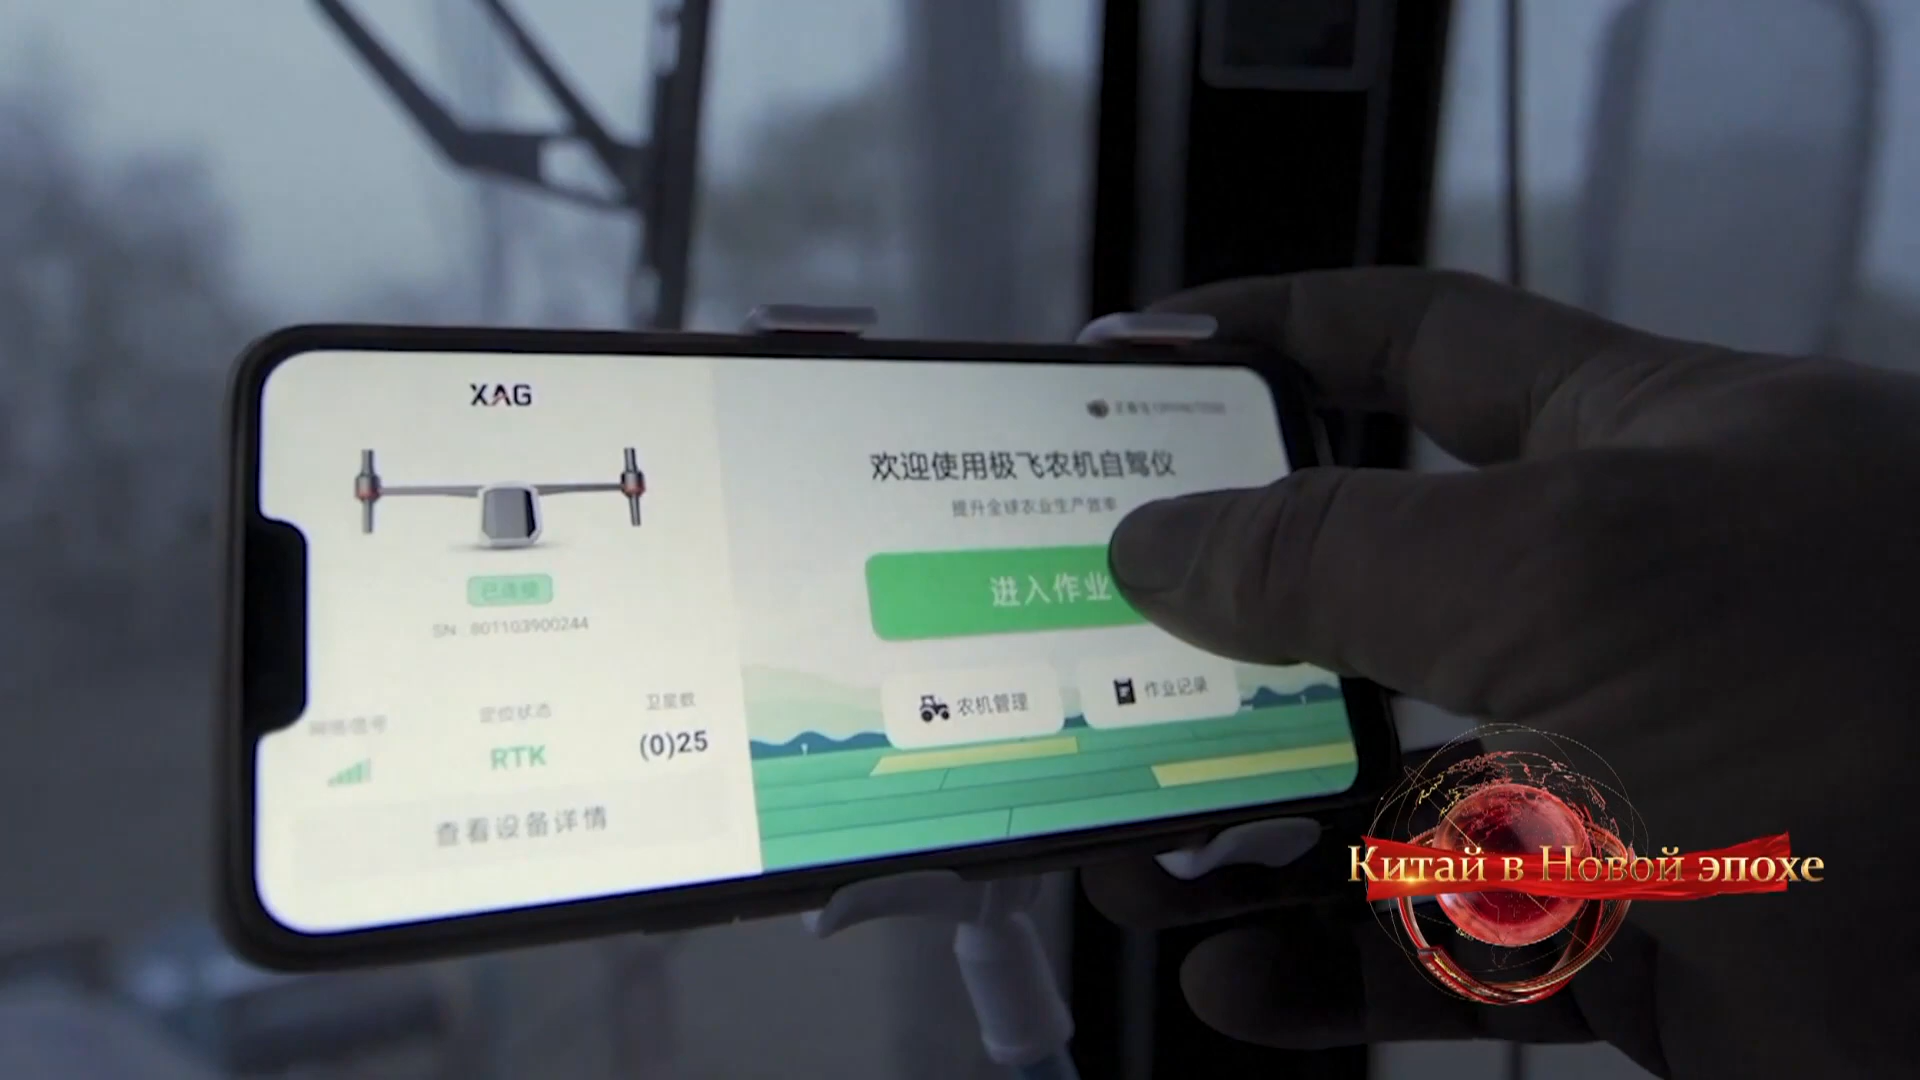 XAG
已连接
SN: 801103900244
网络信号
定位状态
卫星数
RTK
(0)25
查看设备详情
欢迎使用极飞农机自驾仪
提升全球农业生产效率
进入作业
农机管理
作业记录
Китай в Новой эпохе